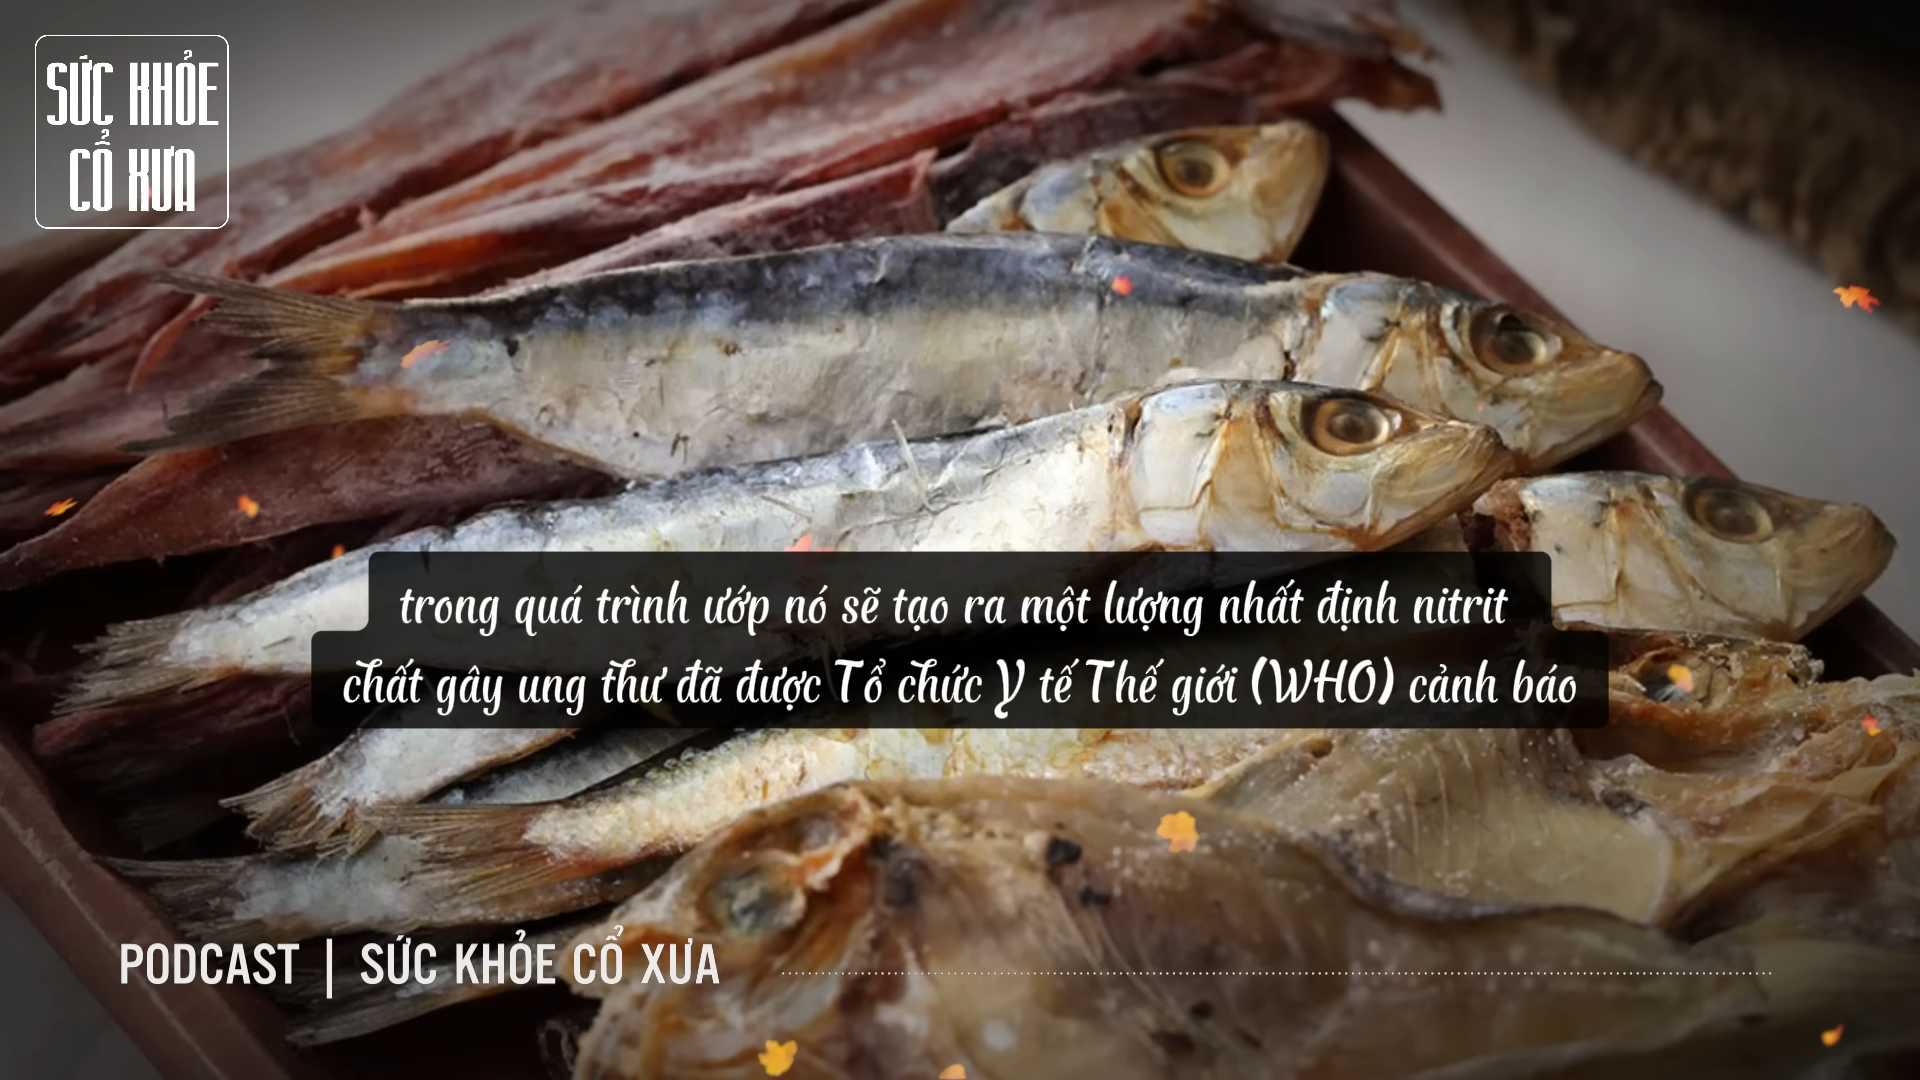 SỨC KHỎE
CỔ XƯA
trong quá trình ướp nó sẽ tạo ra một lượng nhất định nitrit
chất gây ung thư đã được Tổ chức Y tế Thế giới (WHO) cảnh báo
PODCAST | SỨC KHỎE CỔ XƯA